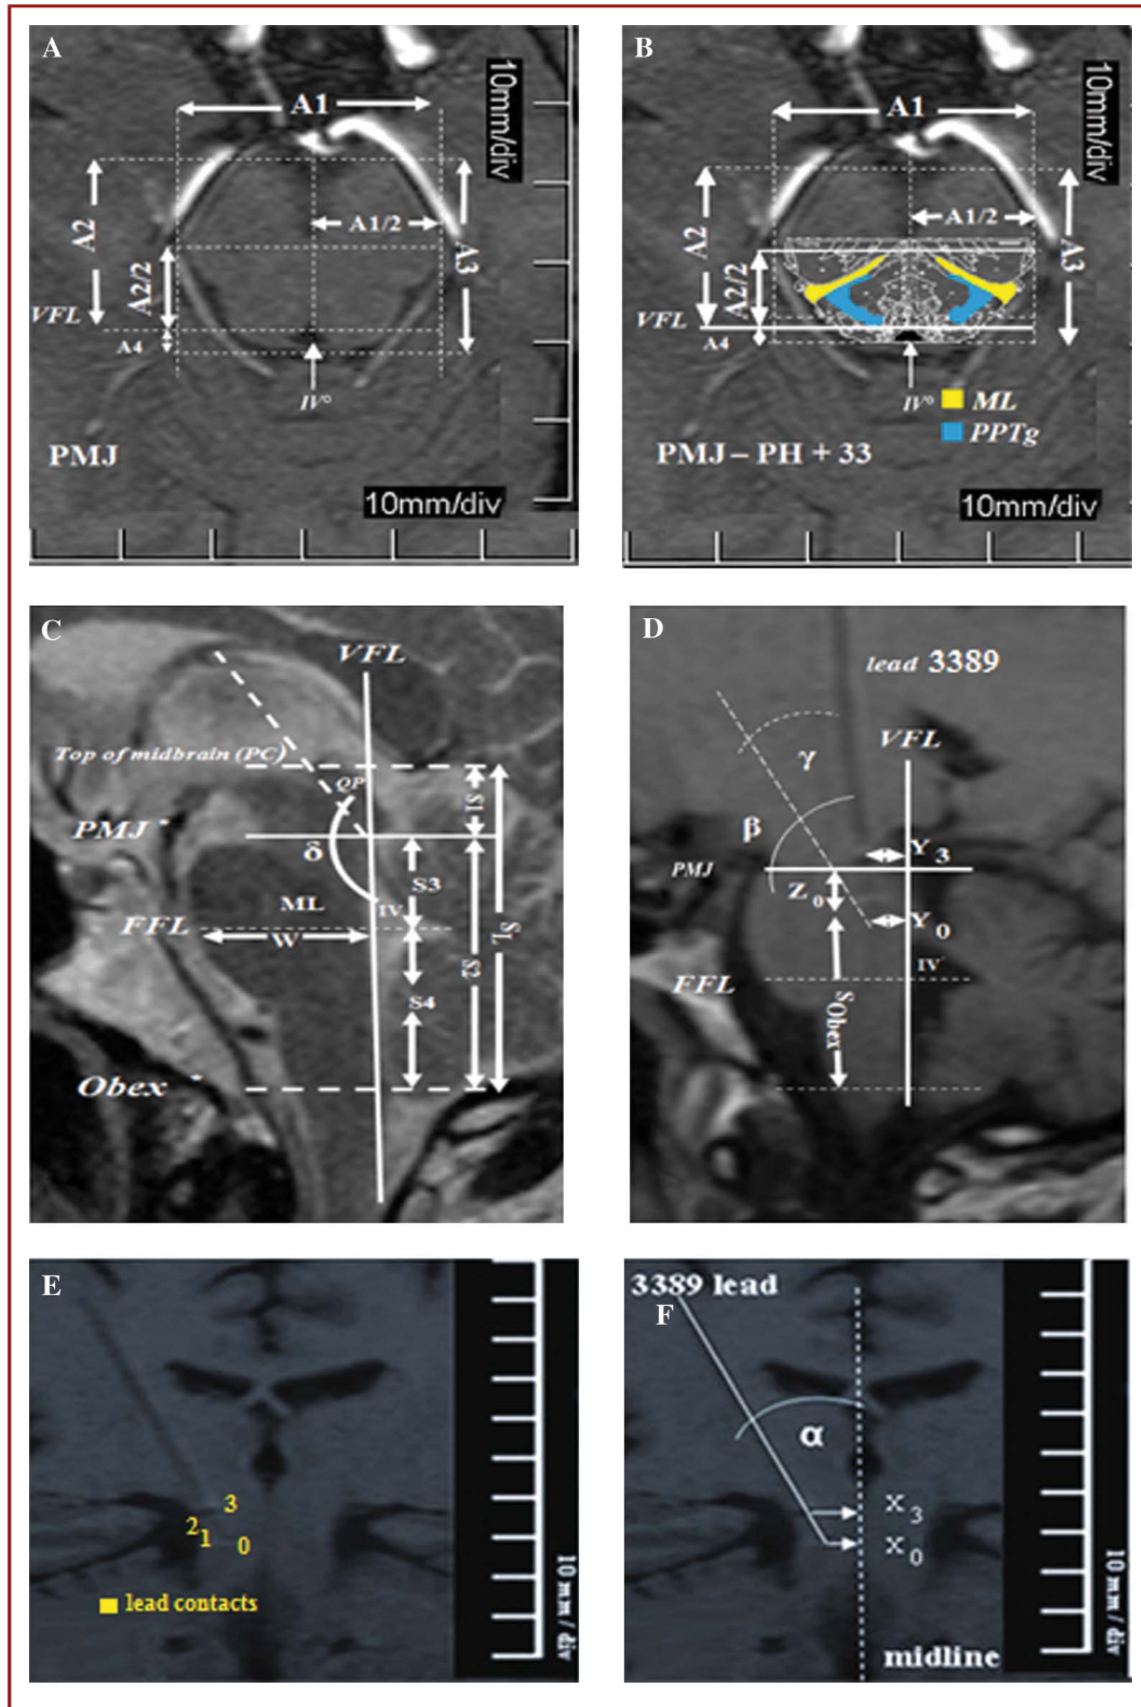 A
A1
10mm/div
A2
A1/2
A3
A2/2
VFL
A4
IV°
PMJ
10mm/div
B
A1
10mm/div
A2
A1/2
A3
A2/2
VFL
A4
IV°
ML
PPTg
PMJ – PH + 33
10mm/div
C
VFL
Top of midbrain (PC)
QP
S1
PMJ *
δ
S3
ML
IV
SL
FFL
W
S2
S4
Obex *
D
lead 3389
VFL
γ
β
Y3
PMJ
Z0
Y0
IV
FFL
SObex
E
3
2
1
0
lead contacts
10 mm / div
3389 lead
F
α
X3
X0
midline
10 mm / div